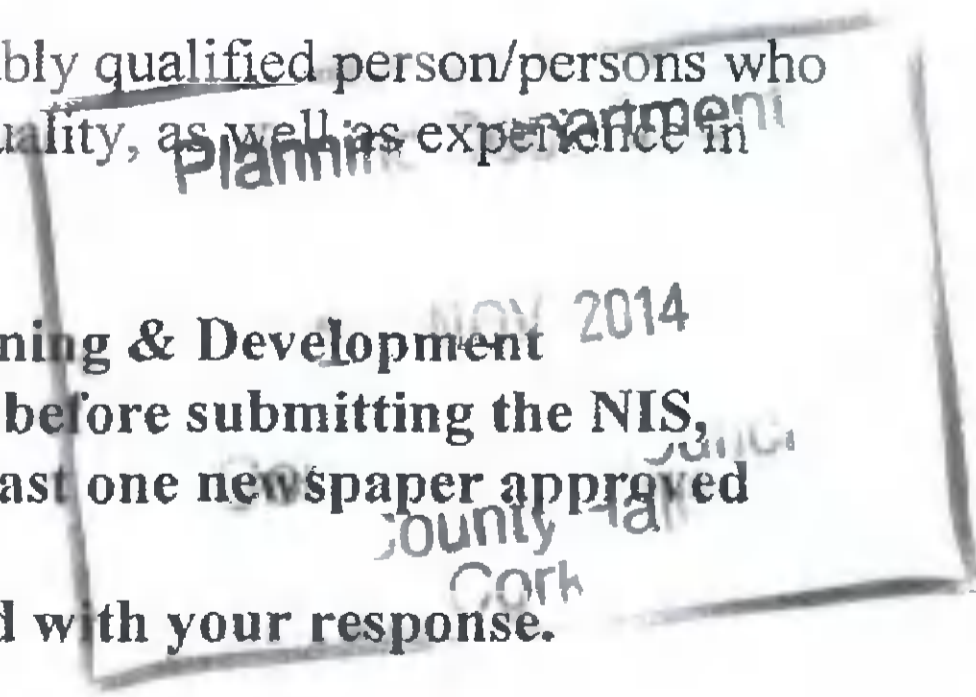 bly qualified person/persons who
uality, as well as experience in
Planning Department
NOV 2014
ning & Development
before submitting the NIS,
ast one newspaper approved
County Hall
Cork
d with your response.